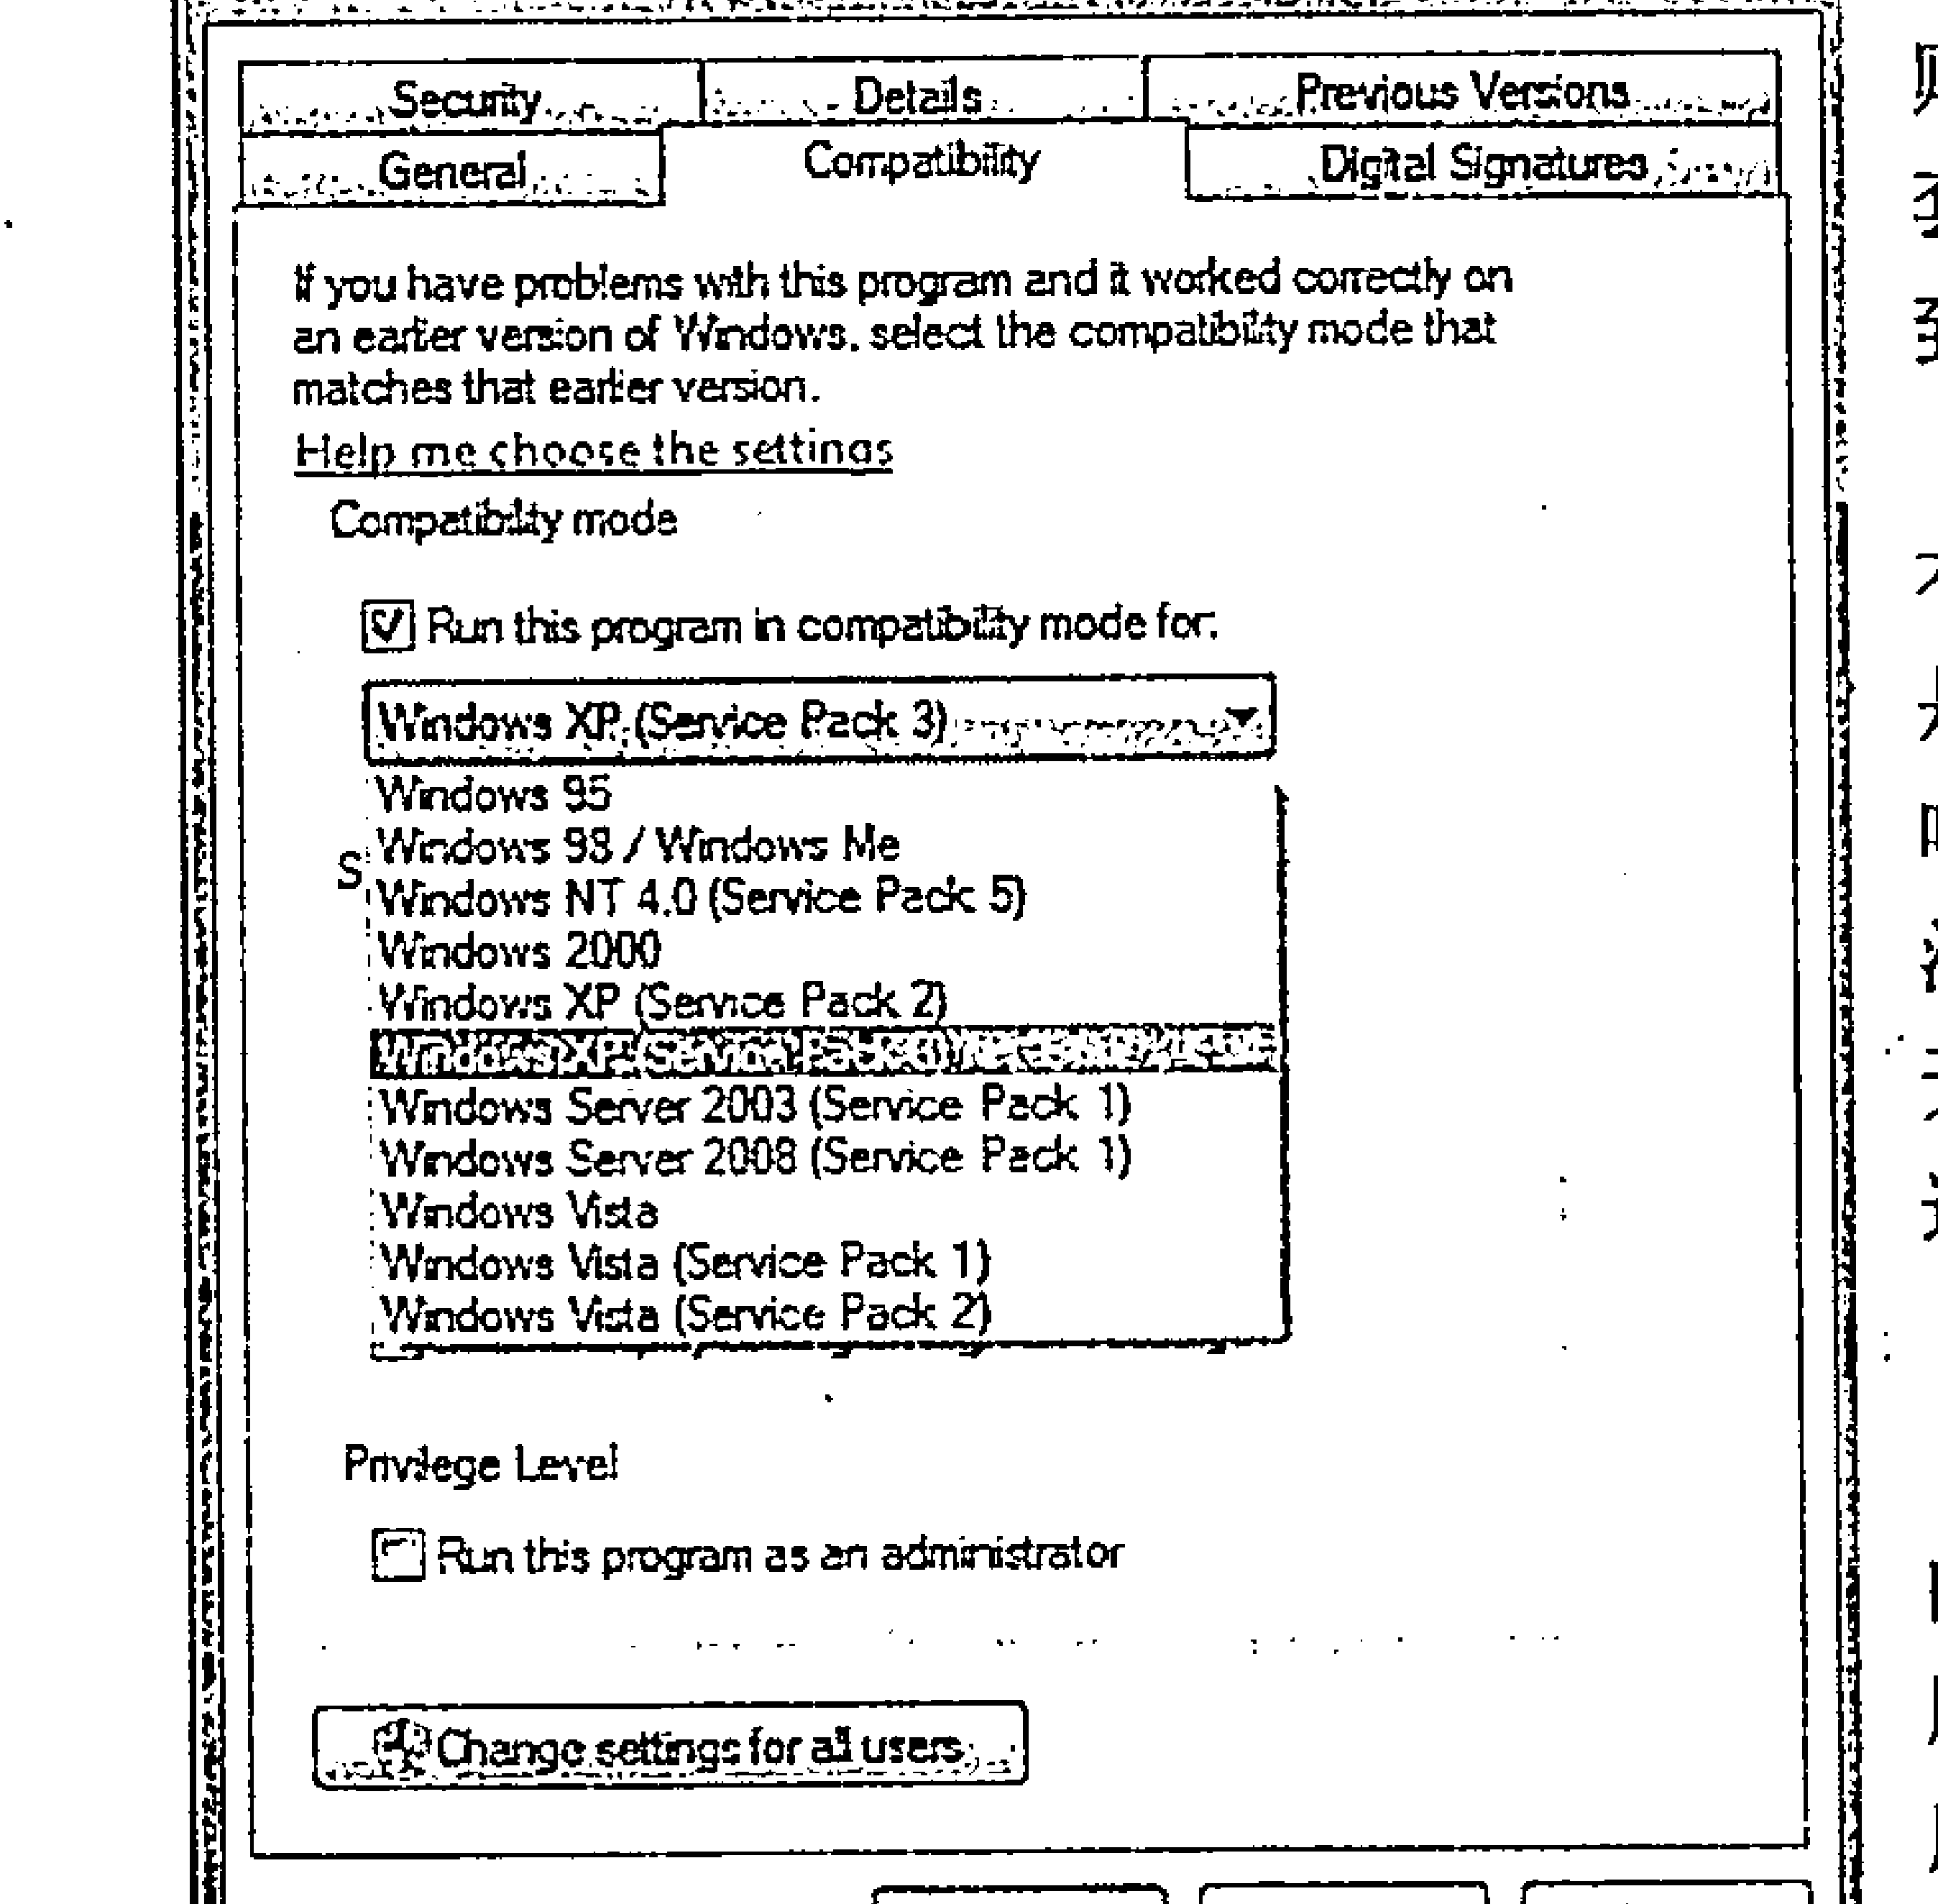 Security Details Previous Versions
General Compatibility Digital Signatures
If you have problems with this program and it worked correctly on
an earlier version of Windows, select the compatibility mode that
matches that earlier version.
Help me choose the settings
Compatibility mode
Run this program in compatibility mode for:
Windows XP (Service Pack 3)
Windows 95
Windows 98 / Windows Me
S
Windows NT 4.0 (Service Pack 5)
Windows 2000
Windows XP (Service Pack 2)
Windows XP (Service Pack 3)
Windows Server 2003 (Service Pack 1)
Windows Server 2008 (Service Pack 1)
Windows Vista
Windows Vista (Service Pack 1)
Windows Vista (Service Pack 2)
Privilege Level
Run this program as an administrator
Change settings for all users